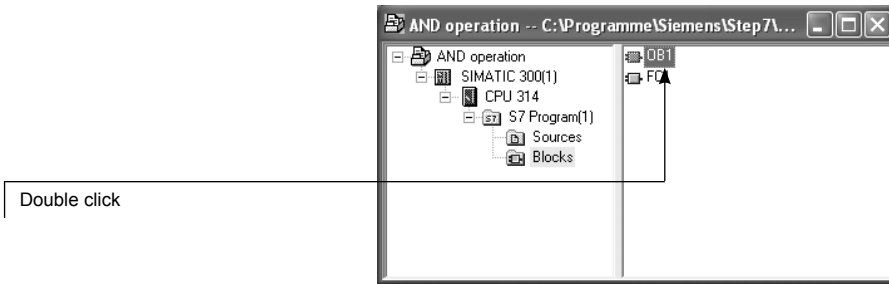 AND operation -- C:\Programme\Siemens\Step7\...
AND operation
SIMATIC 300(1)
CPU 314
S7 Program(1)
Sources
Blocks
OB1
Double click